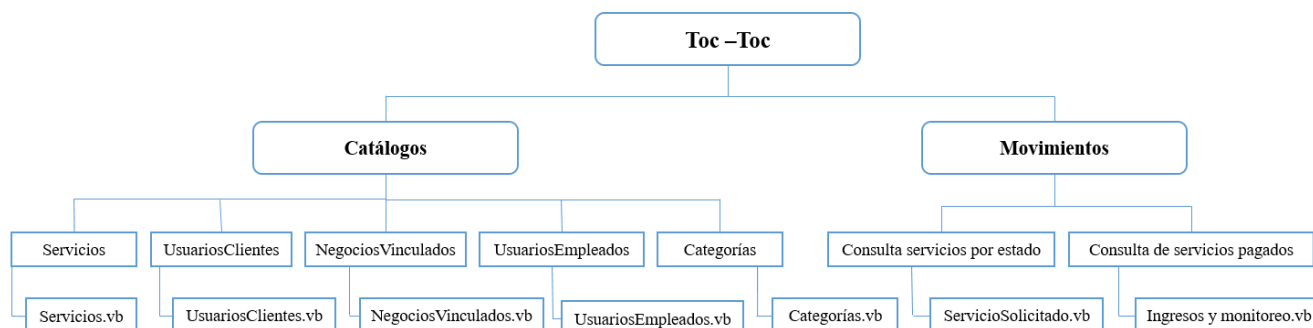 Toc –Toc
Catálogos
Movimientos
Servicios
UsuariosClientes
NegociosVinculados
UsuariosEmpleados
Categorías
Consulta servicios por estado
Consulta de servicios pagados
Servicios.vb
UsuariosClientes.vb
NegociosVinculados.vb
UsuariosEmpleados.vb
Categorías.vb
ServicioSolicitado.vb
Ingresos y monitoreo.vb